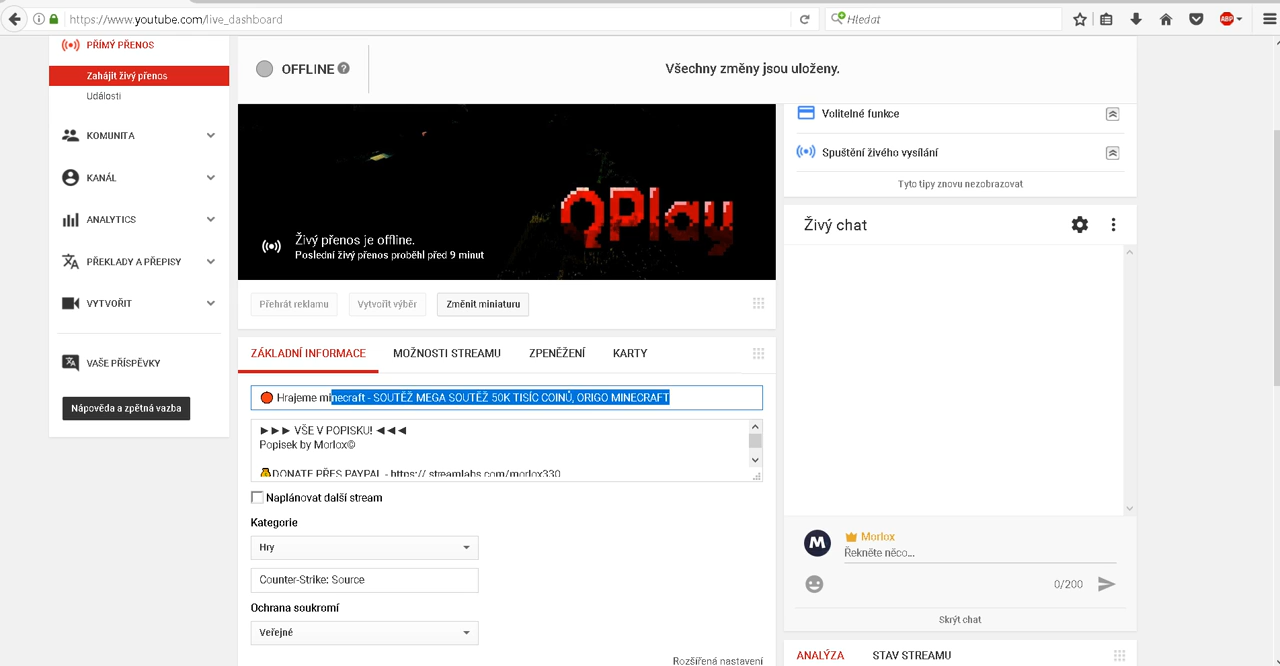 https://www.youtube.com/live_dashboard
Hledat
ABP
PŘÍMÝ PŘENOS
Zahájit živý přenos
Události
KOMUNITA
KANÁL
ANALYTICS
PŘEKLADY A PŘEPISY
VYTVOŘIT
VAŠE PŘÍSPĚVKY
Nápověda a zpětná vazba
OFFLINE
Všechny změny jsou uloženy.
QPlay
Živý přenos je offline.
Poslední živý přenos proběhl před 9 minut
Přehrát reklamu
Vytvořit výběr
Změnit miniaturu
ZÁKLADNÍ INFORMACE
MOŽNOSTI STREAMU
ZPENĚŽENÍ
KARTY
Hrajeme minecraft - SOUTĚŽ MEGA SOUTĚŽ 50K TISÍC COINŮ, ORIGO MINECRAFT
►►► VŠE V POPISKU! ◄◄◄
Popisek by Morlox©
DONATE PŘES PAYPAL - https://streamlabs.com/morlox330
Naplánovat další stream
Kategorie
Hry
Counter-Strike: Source
Ochrana soukromí
Veřejné
Rozšířená nastavení
Volitelné funkce
Spuštění živého vysílání
Tyto tipy znovu nezobrazovat
Živý chat
M
Morlox
Řekněte něco...
0/200
Skrýt chat
ANALÝZA
STAV STREAMU